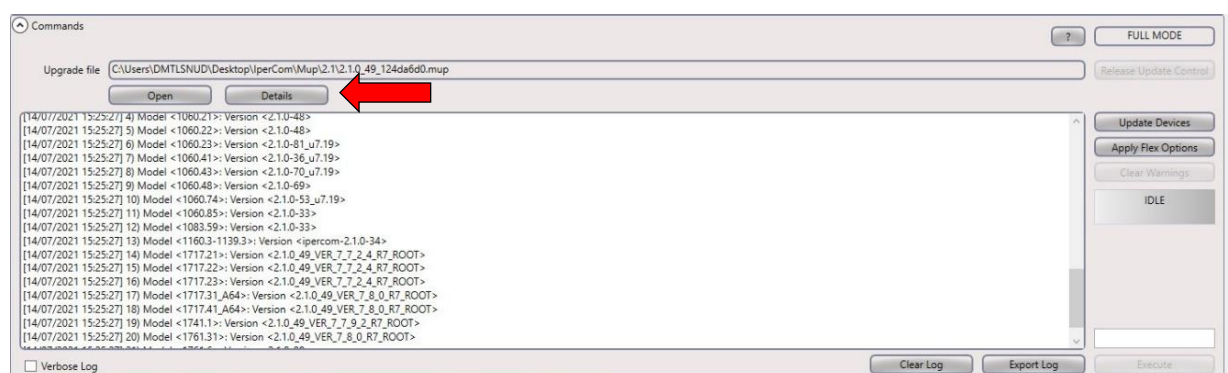 Commands
? FULL MODE
Upgrade file C:\Users\DMTLSNUD\Desktop\IperCom\Mup\2.1\2.1.0_49_124da6d0.mup Release Update Control
Open Details
[14/07/2021 15:25:27] 4) Model <1060.21>: Version <2.1.0-48>
[14/07/2021 15:25:27] 5) Model <1060.22>: Version <2.1.0-48>
[14/07/2021 15:25:27] 6) Model <1060.23>: Version <2.1.0-81_u7.19>
[14/07/2021 15:25:27] 7) Model <1060.41>: Version <2.1.0-36_u7.19>
[14/07/2021 15:25:27] 8) Model <1060.43>: Version <2.1.0-70_u7.19>
[14/07/2021 15:25:27] 9) Model <1060.48>: Version <2.1.0-69>
[14/07/2021 15:25:27] 10) Model <1060.74>: Version <2.1.0-53_u7.19>
[14/07/2021 15:25:27] 11) Model <1060.85>: Version <2.1.0-33>
[14/07/2021 15:25:27] 12) Model <1083.59>: Version <2.1.0-33>
[14/07/2021 15:25:27] 13) Model <1160.3-1139.3>: Version <ipercom-2.1.0-34>
[14/07/2021 15:25:27] 14) Model <1717.21>: Version <2.1.0_49_VER_7_7_2_4_R7_ROOT>
[14/07/2021 15:25:27] 15) Model <1717.22>: Version <2.1.0_49_VER_7_7_2_4_R7_ROOT>
[14/07/2021 15:25:27] 16) Model <1717.23>: Version <2.1.0_49_VER_7_7_2_4_R7_ROOT>
[14/07/2021 15:25:27] 17) Model <1717.31_A64>: Version <2.1.0_49_VER_7_8_0_R7_ROOT>
[14/07/2021 15:25:27] 18) Model <1717.41_A64>: Version <2.1.0_49_VER_7_8_0_R7_ROOT>
[14/07/2021 15:25:27] 19) Model <1741.1>: Version <2.1.0_49_VER_7_7_9_2_R7_ROOT>
[14/07/2021 15:25:27] 20) Model <1761.31>: Version <2.1.0_49_VER_7_8_0_R7_ROOT>
Update Devices
Apply Flex Options
Clear Warnings
IDLE
Verbose Log Clear Log Export Log Execute